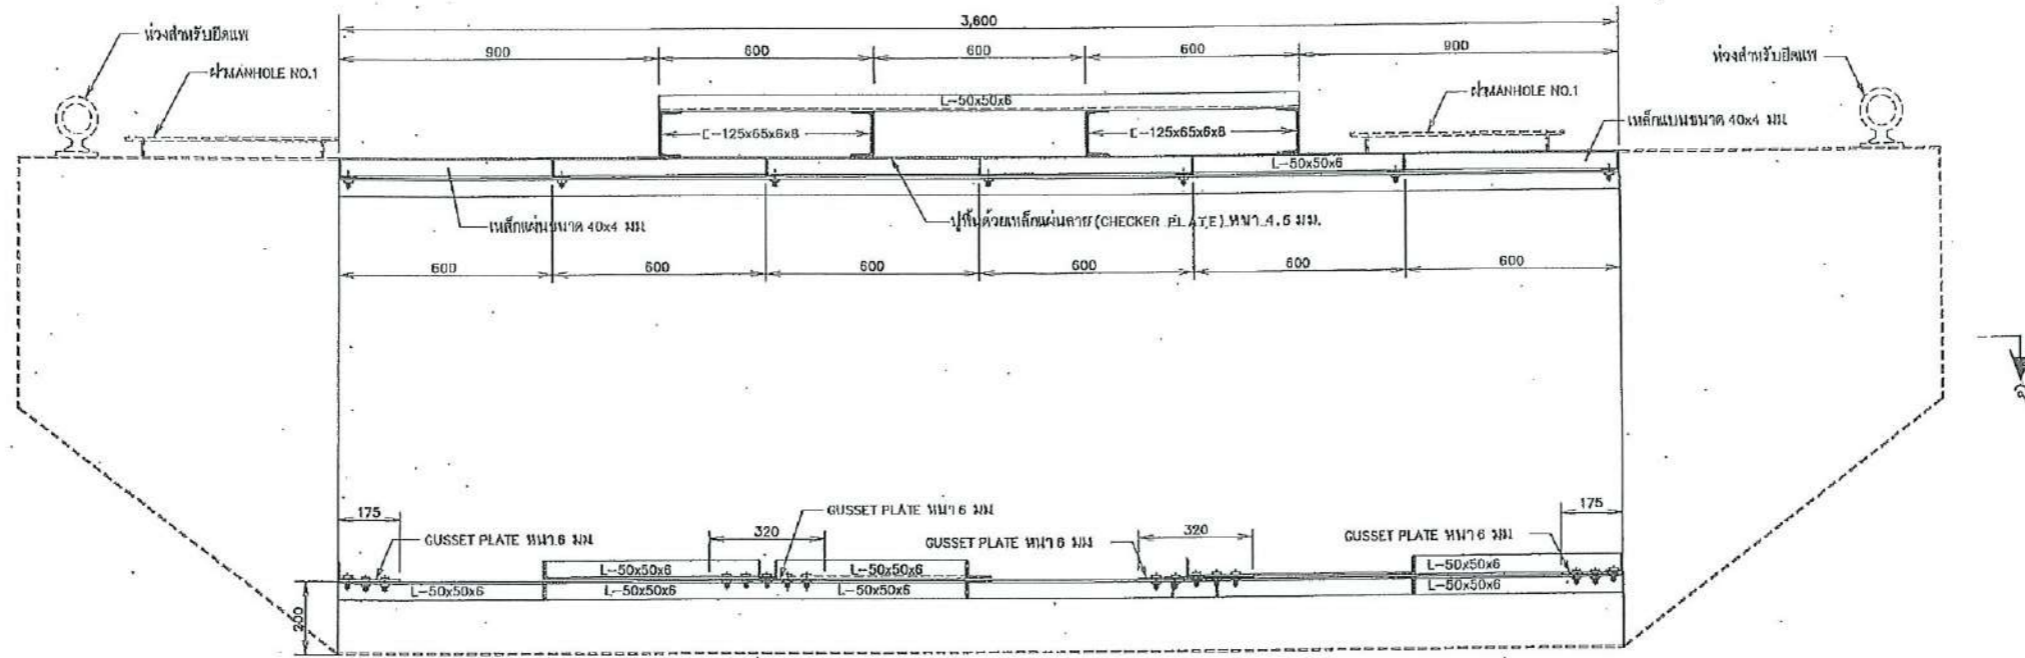 3,600
ห่วงสำหรับยึดแพ
900
600
600
600
900
ห่วงสำหรับยึดแพ
ฝาMANHOLE NO.1
L-50x50x6
ฝาMANHOLE NO.1
[-125x65x6x8
[-125x65x6x8
เหล็กแบนขนาด 40x4 มม
L-50x50x6
เหล็กแผ่นขนาด 40x4 มม
ปูพื้นด้วยเหล็กแผ่นลาย(CHECKER PLATE) หนา 4.5 มม.
600
600
600
600
600
600
175
GUSSET PLATE หนา 6 มม
320
GUSSET PLATE หนา 6 มม
GUSSET PLATE หนา 6 มม
320
GUSSET PLATE หนา 6 มม
175
L-50x50x6
L-50x50x6
L-50x50x6
L-50x50x6
L-50x50x6
L-50x50x6
L-50x50x6
200